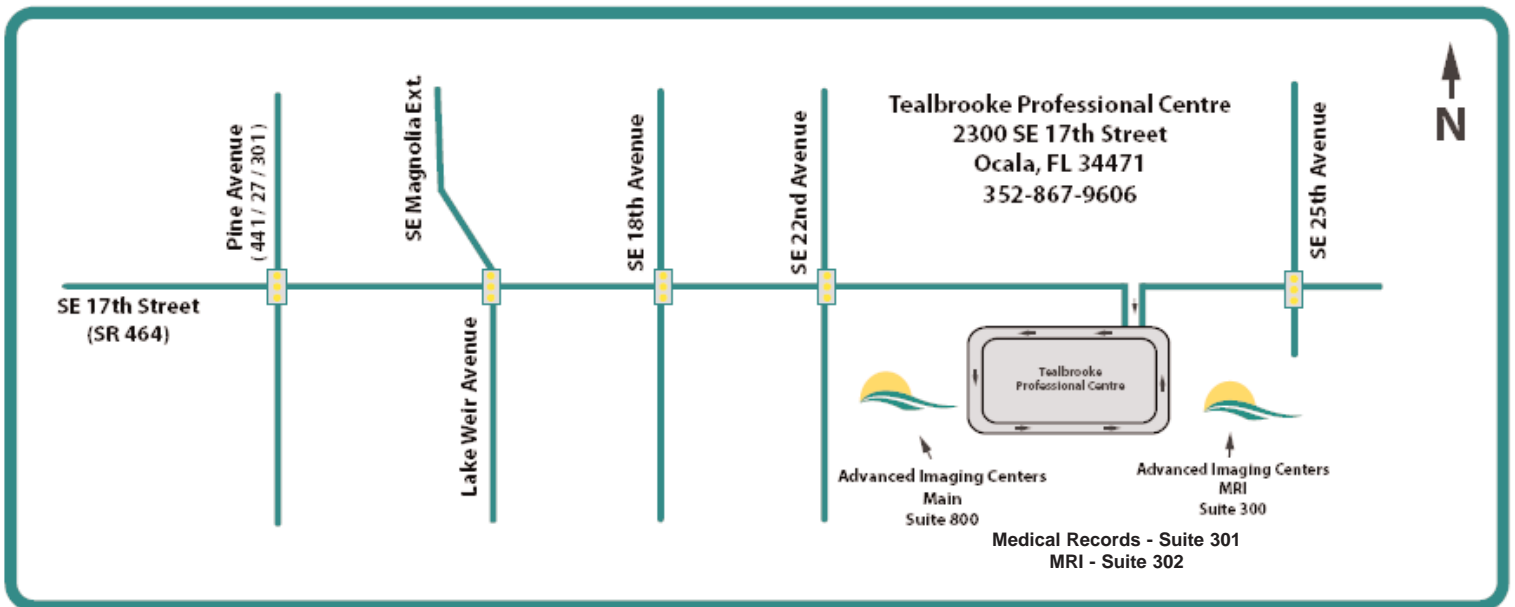 Pine Avenue
( 441 / 27 / 301 )
SE Magnolia Ext.
SE 18th Avenue
SE 22nd Avenue
Tealbrooke Professional Centre
2300 SE 17th Street
Ocala, FL 34471
352-867-9606
SE 25th Avenue
N
SE 17th Street
(SR 464)
Lake Weir Avenue
Tealbrooke
Professional Centre
Advanced Imaging Centers
Main
Suite 800
Advanced Imaging Centers
MRI
Suite 300
Medical Records - Suite 301
MRI - Suite 302